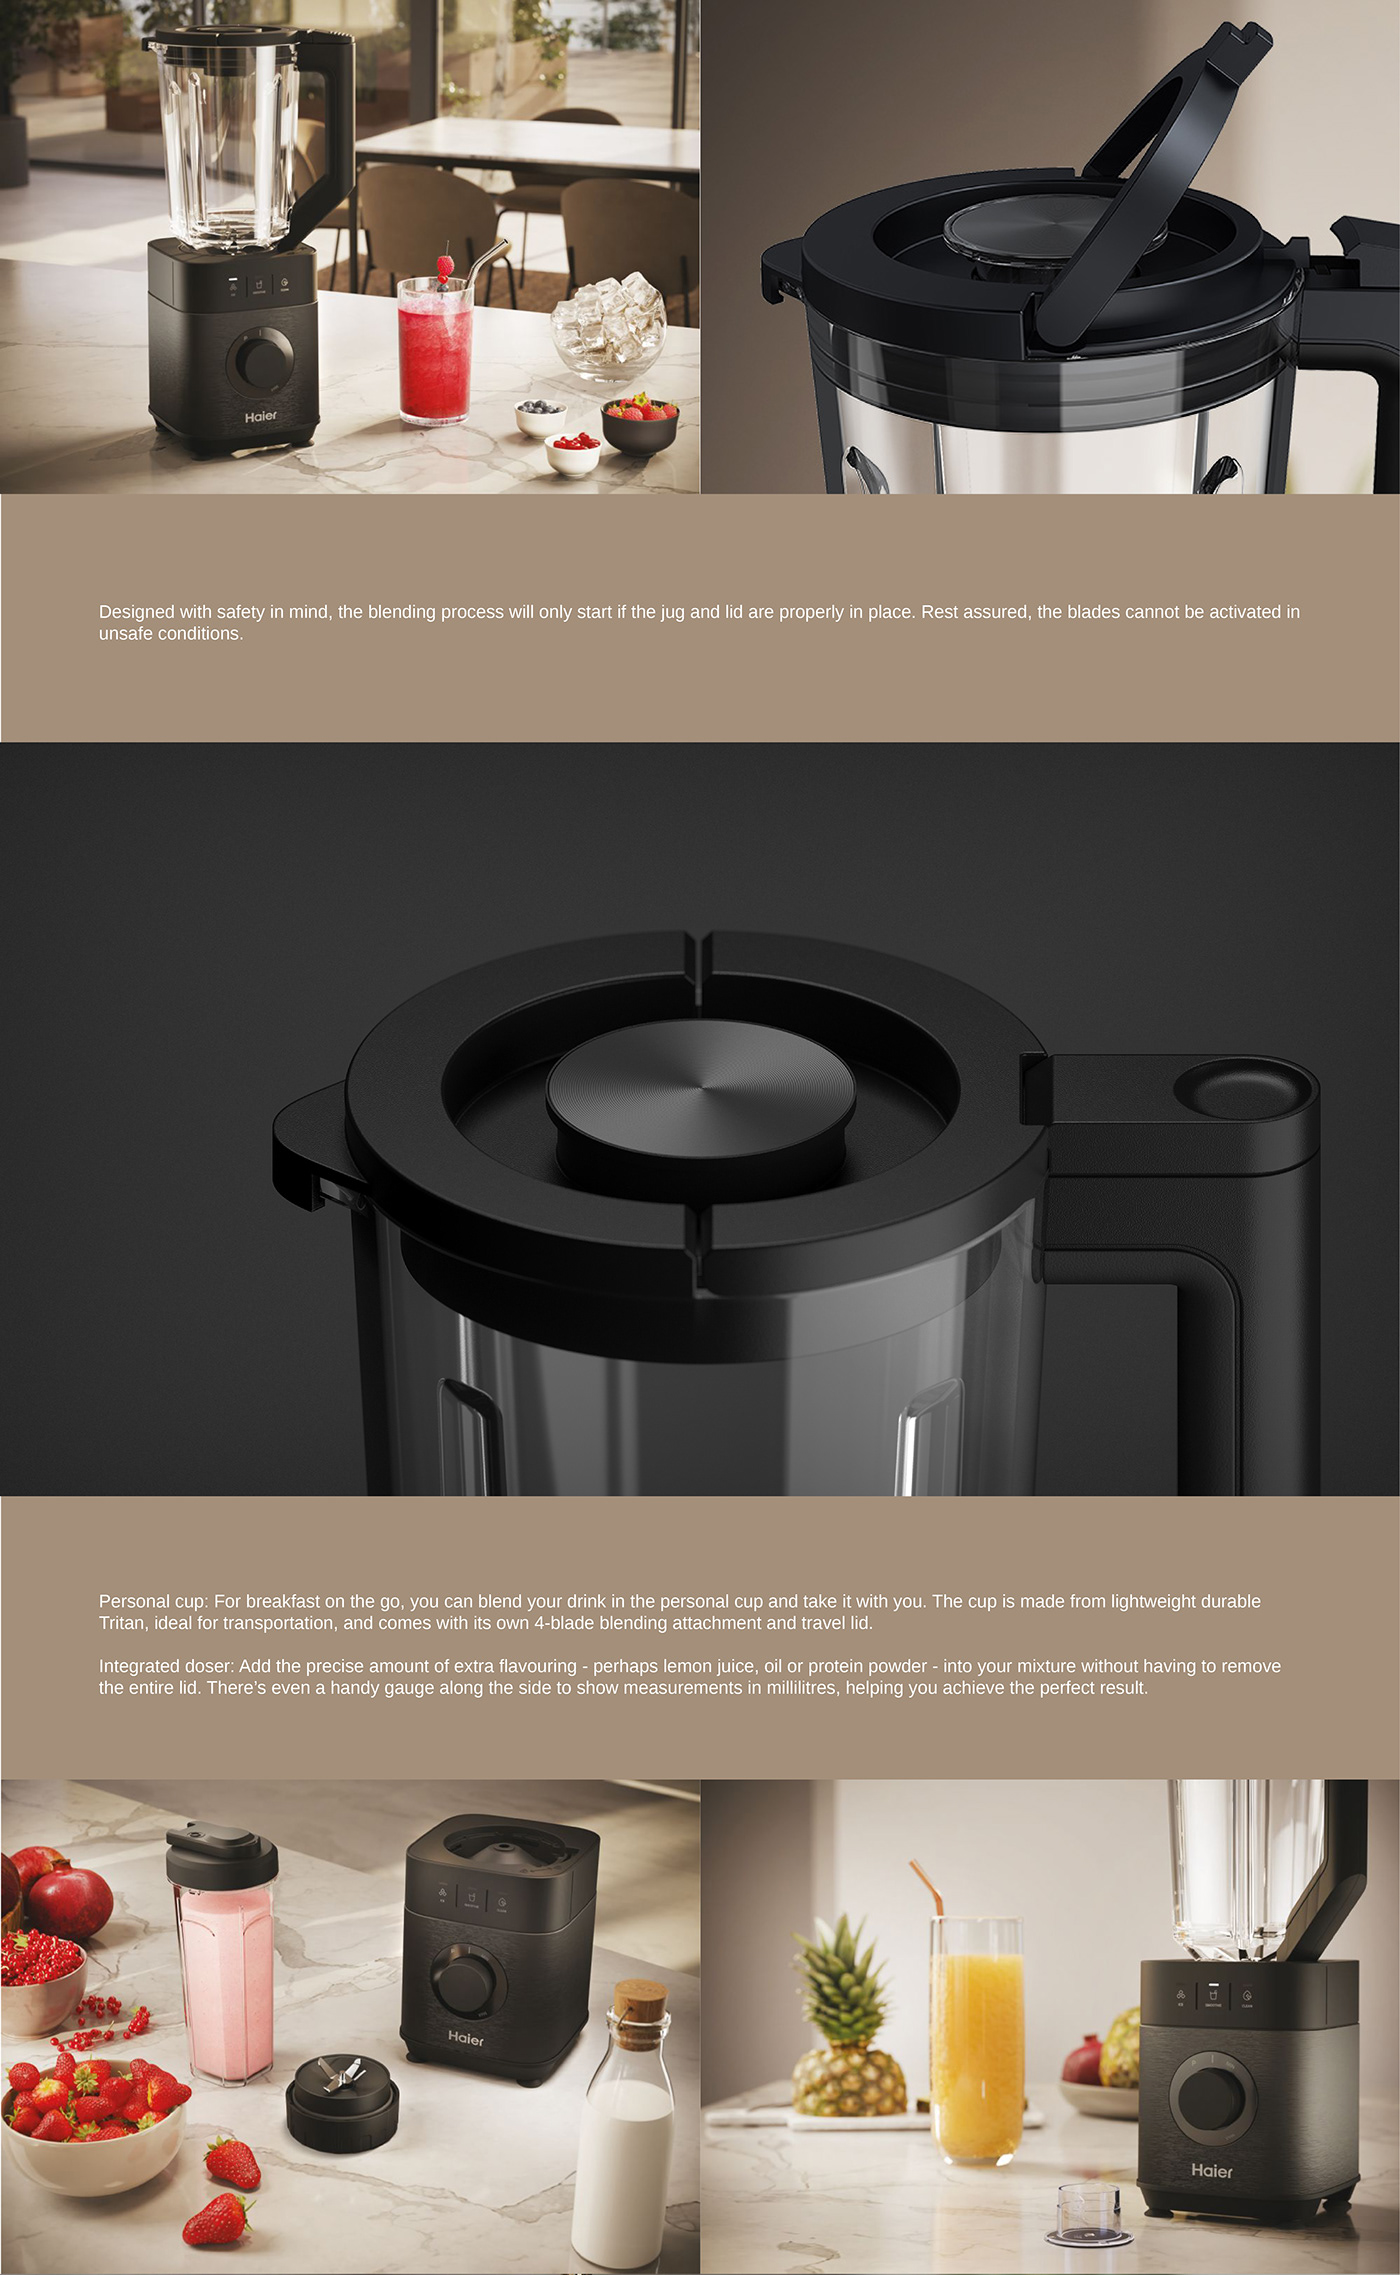 Haier
Designed with safety in mind, the blending process will only start if the jug and lid are properly in place. Rest assured, the blades cannot be activated in
unsafe conditions.
Personal cup: For breakfast on the go, you can blend your drink in the personal cup and take it with you. The cup is made from lightweight durable
Tritan, ideal for transportation, and comes with its own 4-blade blending attachment and travel lid.
Integrated doser: Add the precise amount of extra flavouring - perhaps lemon juice, oil or protein powder - into your mixture without having to remove
the entire lid. There’s even a handy gauge along the side to show measurements in millilitres, helping you achieve the perfect result.
ICE SMOOTHIE CLEAN
Haier
ICE SMOOTHIE CLEAN
Haier